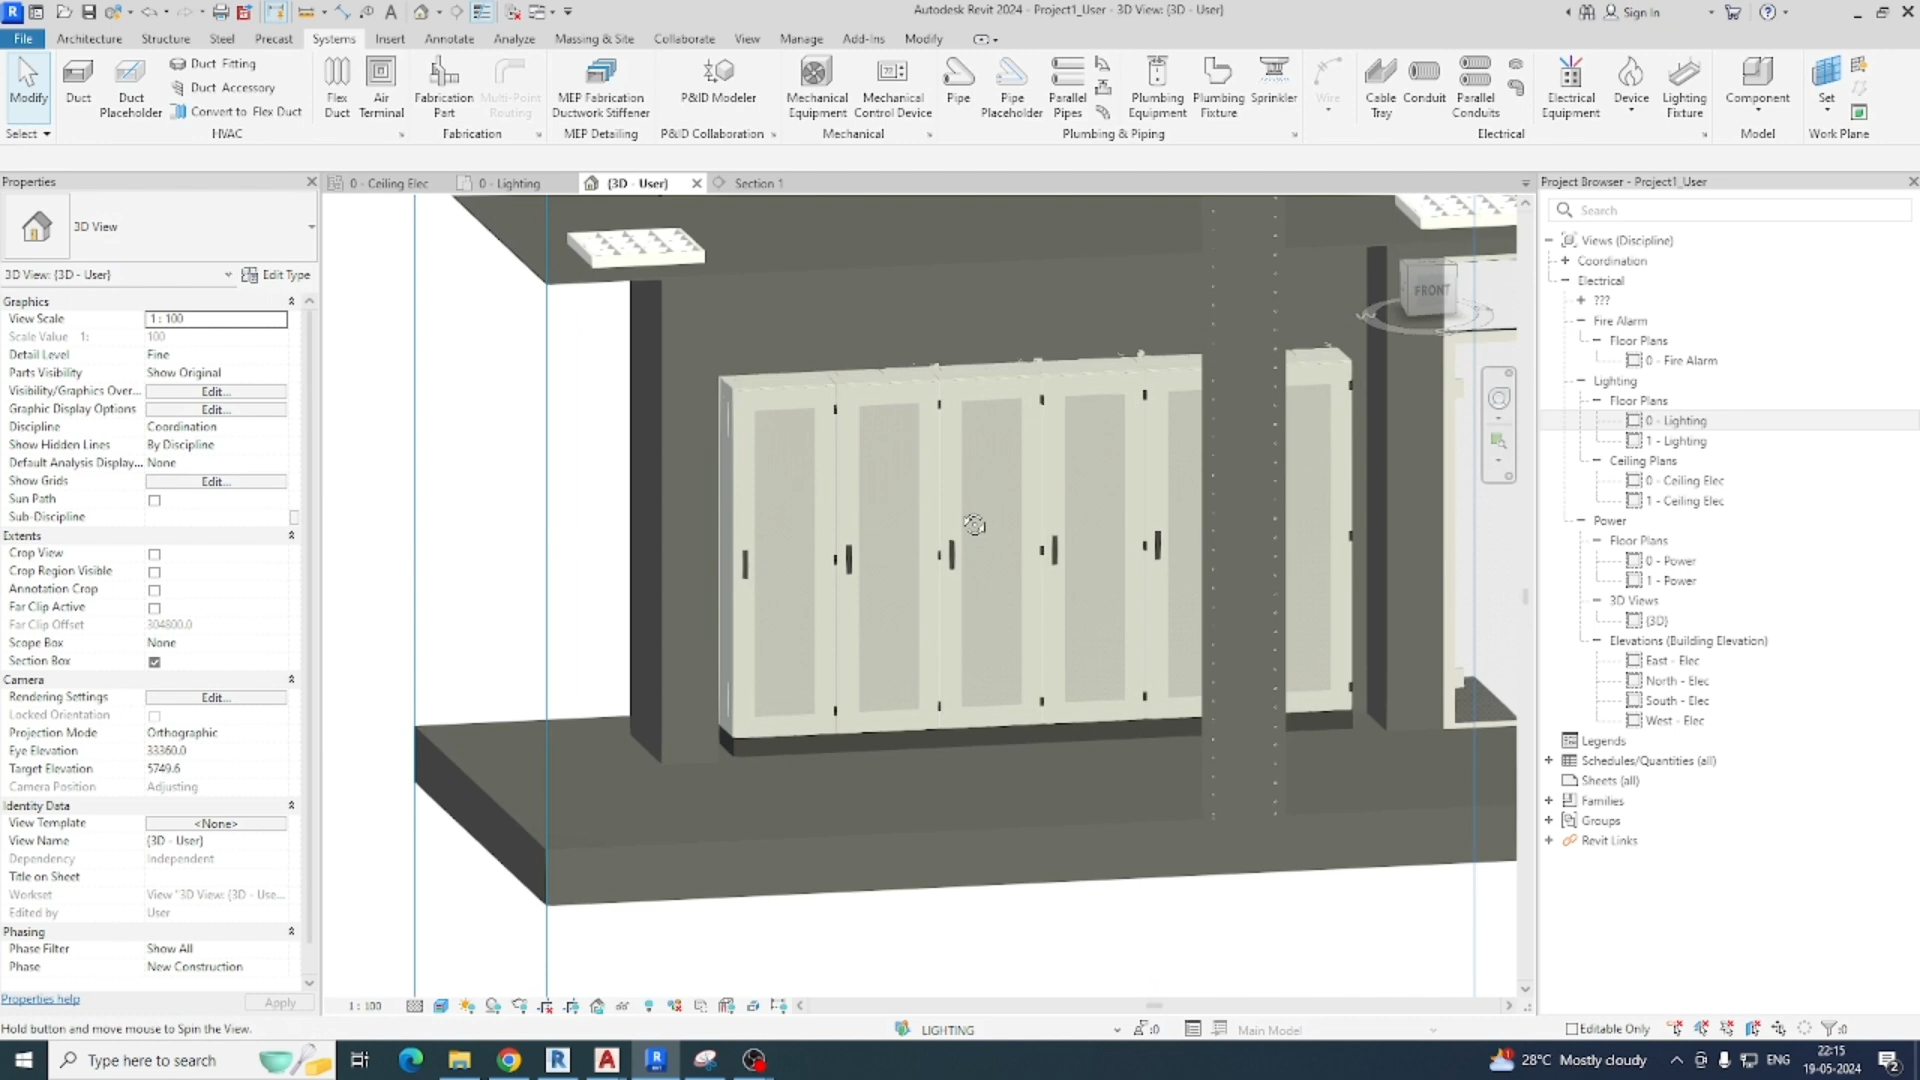 Autodesk Revit 2024 - Project1_User - 3D View: {3D - User}
Sign In
File
Architecture
Structure
Steel
Precast
Systems
Insert
Annotate
Analyze
Massing & Site
Collaborate
View
Manage
Add-Ins
Modify
Modify
Select
Duct
Duct Placeholder
Duct Fitting
Duct Accessory
Convert to Flex Duct
Flex Duct
Air Terminal
HVAC
Fabrication Part
Multi-Point Routing
Fabrication
MEP Fabrication Ductwork Stiffener
MEP Detailing
P&ID Modeler
P&ID Collaboration
Mechanical Equipment
Mechanical Control Device
Mechanical
Pipe
Pipe Placeholder
Parallel Pipes
Plumbing Equipment
Plumbing Fixture
Sprinkler
Plumbing & Piping
Wire
Cable Tray
Conduit
Parallel Conduits
Electrical Equipment
Device
Lighting Fixture
Electrical
Component
Model
Set
Work Plane
Properties
3D View
3D View: {3D - User}
Edit Type
Graphics
View Scale 1 : 100
Scale Value 1: 100
Detail Level Fine
Parts Visibility Show Original
Visibility/Graphics Over... Edit...
Graphic Display Options Edit...
Discipline Coordination
Show Hidden Lines By Discipline
Default Analysis Display... None
Show Grids Edit...
Sun Path
Sub-Discipline
Extents
Crop View
Crop Region Visible
Annotation Crop
Far Clip Active
Far Clip Offset 304800.0
Scope Box None
Section Box
Camera
Rendering Settings Edit...
Locked Orientation
Projection Mode Orthographic
Eye Elevation 33360.0
Target Elevation 5749.6
Camera Position Adjusting
Identity Data
View Template <None>
View Name {3D - User}
Dependency Independent
Title on Sheet
Workset View "3D View: {3D - Use...
Edited by User
Phasing
Phase Filter Show All
Phase New Construction
Properties help
Apply
0 - Ceiling Elec
0 - Lighting
{3D - User}
Section 1
FRONT
1 : 100
Project Browser - Project1_User
Search
Views (Discipline)
Coordination
Electrical
???
Fire Alarm
Floor Plans
0 - Fire Alarm
Lighting
Floor Plans
0 - Lighting
1 - Lighting
Ceiling Plans
0 - Ceiling Elec
1 - Ceiling Elec
Power
Floor Plans
0 - Power
1 - Power
3D Views
{3D}
Elevations (Building Elevation)
East - Elec
North - Elec
South - Elec
West - Elec
Legends
Schedules/Quantities (all)
Sheets (all)
Families
Groups
Revit Links
Hold button and move mouse to Spin the View.
LIGHTING
:0
Main Model
Editable Only
:0
Type here to search
28°C Mostly cloudy
ENG
22:15
19-05-2024
2